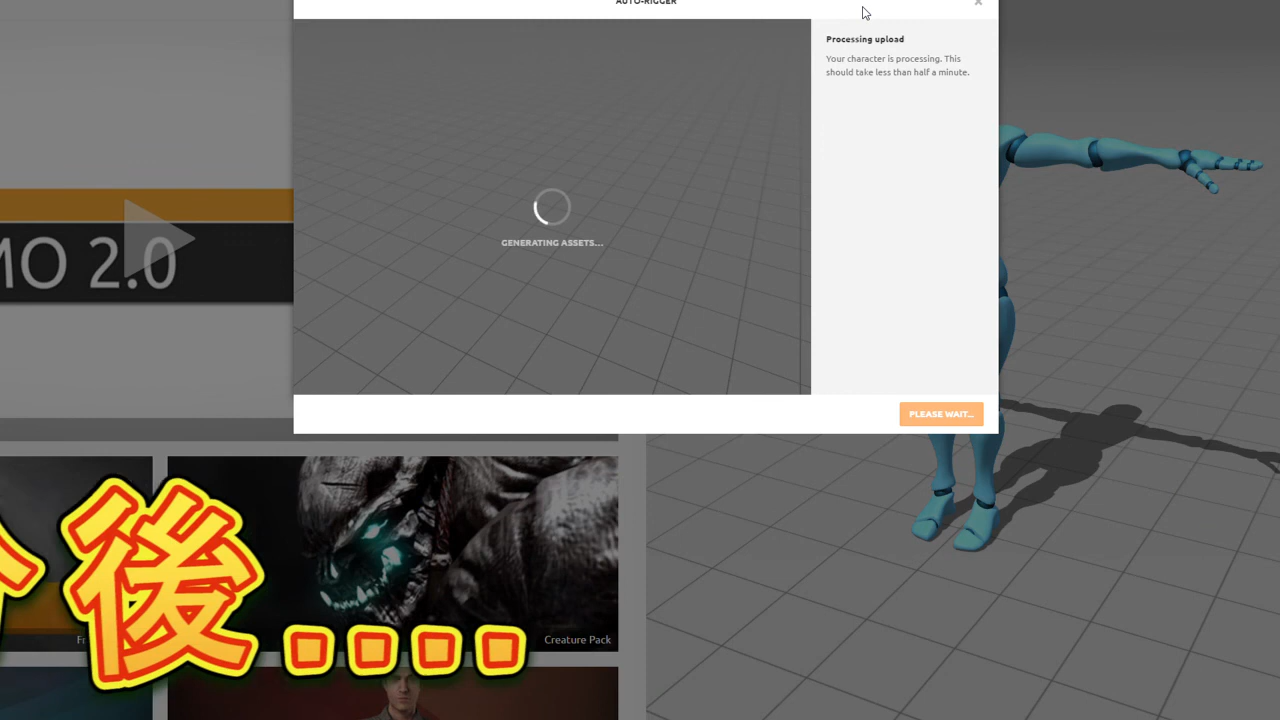 AUTO-RIGGER
Processing upload
Your character is processing. This
should take less than half a minute.
GENERATING ASSETS...
MO 2.0
PLEASE WAIT...
後....
Creature Pack